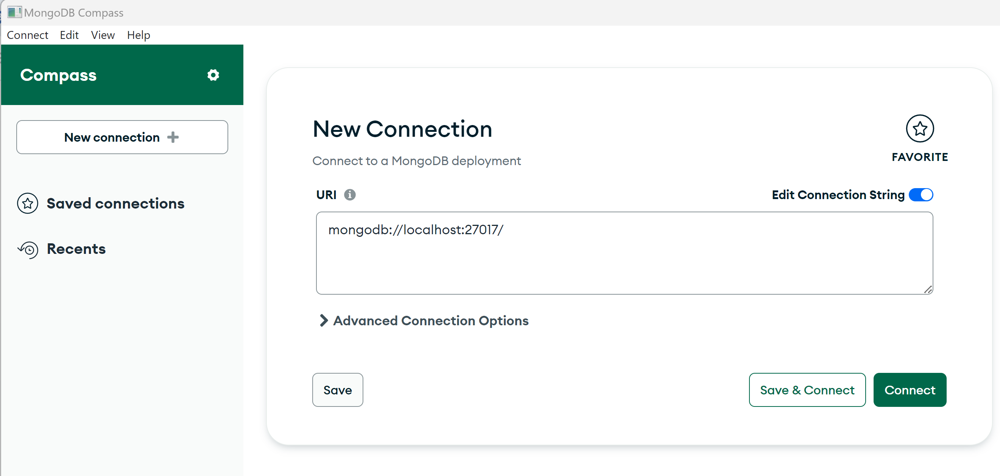 MongoDB Compass
Connect Edit View Help
Compass
New connection
Saved connections
Recents
New Connection
Connect to a MongoDB deployment
FAVORITE
URI
Edit Connection String
mongodb://localhost:27017/
Advanced Connection Options
Save
Save & Connect
Connect